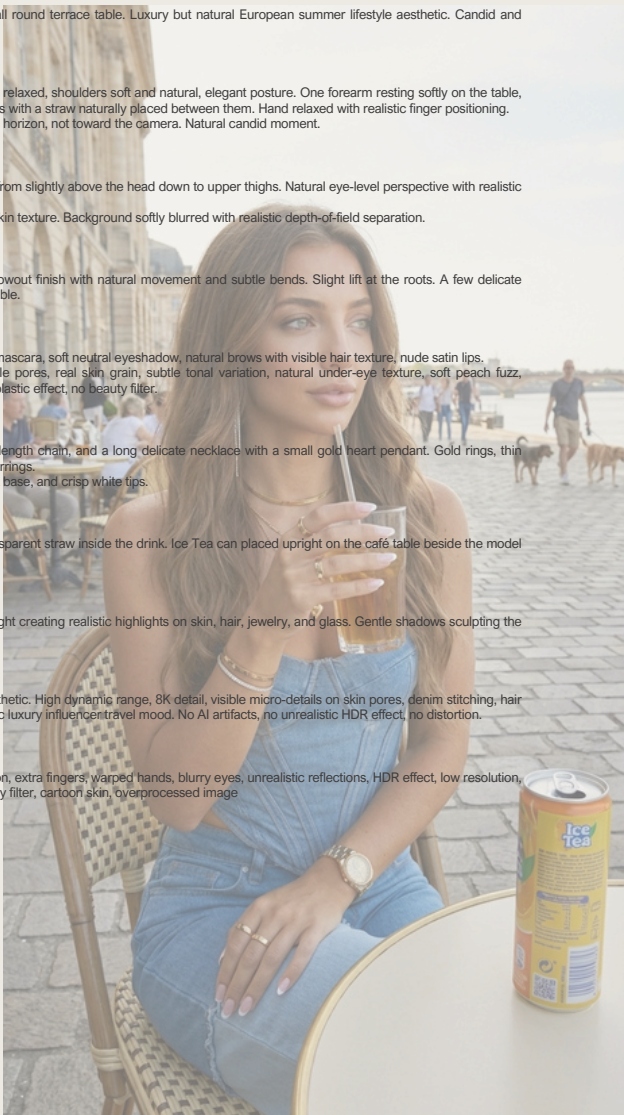 ll round terrace table. Luxury but natural European summer lifestyle aesthetic. Candid and
relaxed, shoulders soft and natural, elegant posture. One forearm resting softly on the table,
s with a straw naturally placed between them. Hand relaxed with realistic finger positioning.
horizon, not toward the camera. Natural candid moment.
rom slightly above the head down to upper thighs. Natural eye-level perspective with realistic
kin texture. Background softly blurred with realistic depth-of-field separation.
owout finish with natural movement and subtle bends. Slight lift at the roots. A few delicate
ble.
nascara, soft neutral eyeshadow, natural brows with visible hair texture, nude satin lips.
le pores, real skin grain, subtle tonal variation, natural under-eye texture, soft peach fuzz,
lastic effect, no beauty filter.
length chain, and a long delicate necklace with a small gold heart pendant. Gold rings, thin
rrings.
base, and crisp white tips.
sparent straw inside the drink. Ice Tea can placed upright on the café table beside the model
ght creating realistic highlights on skin, hair, jewelry, and glass. Gentle shadows sculpting the
hetic. High dynamic range, 8K detail, visible micro-details on skin pores, denim stitching, hair
c luxury influencer travel mood. No AI artifacts, no unrealistic HDR effect, no distortion.
n, extra fingers, warped hands, blurry eyes, unrealistic reflections, HDR effect, low resolution,
y filter, cartoon skin, overprocessed image
Ice
Tea